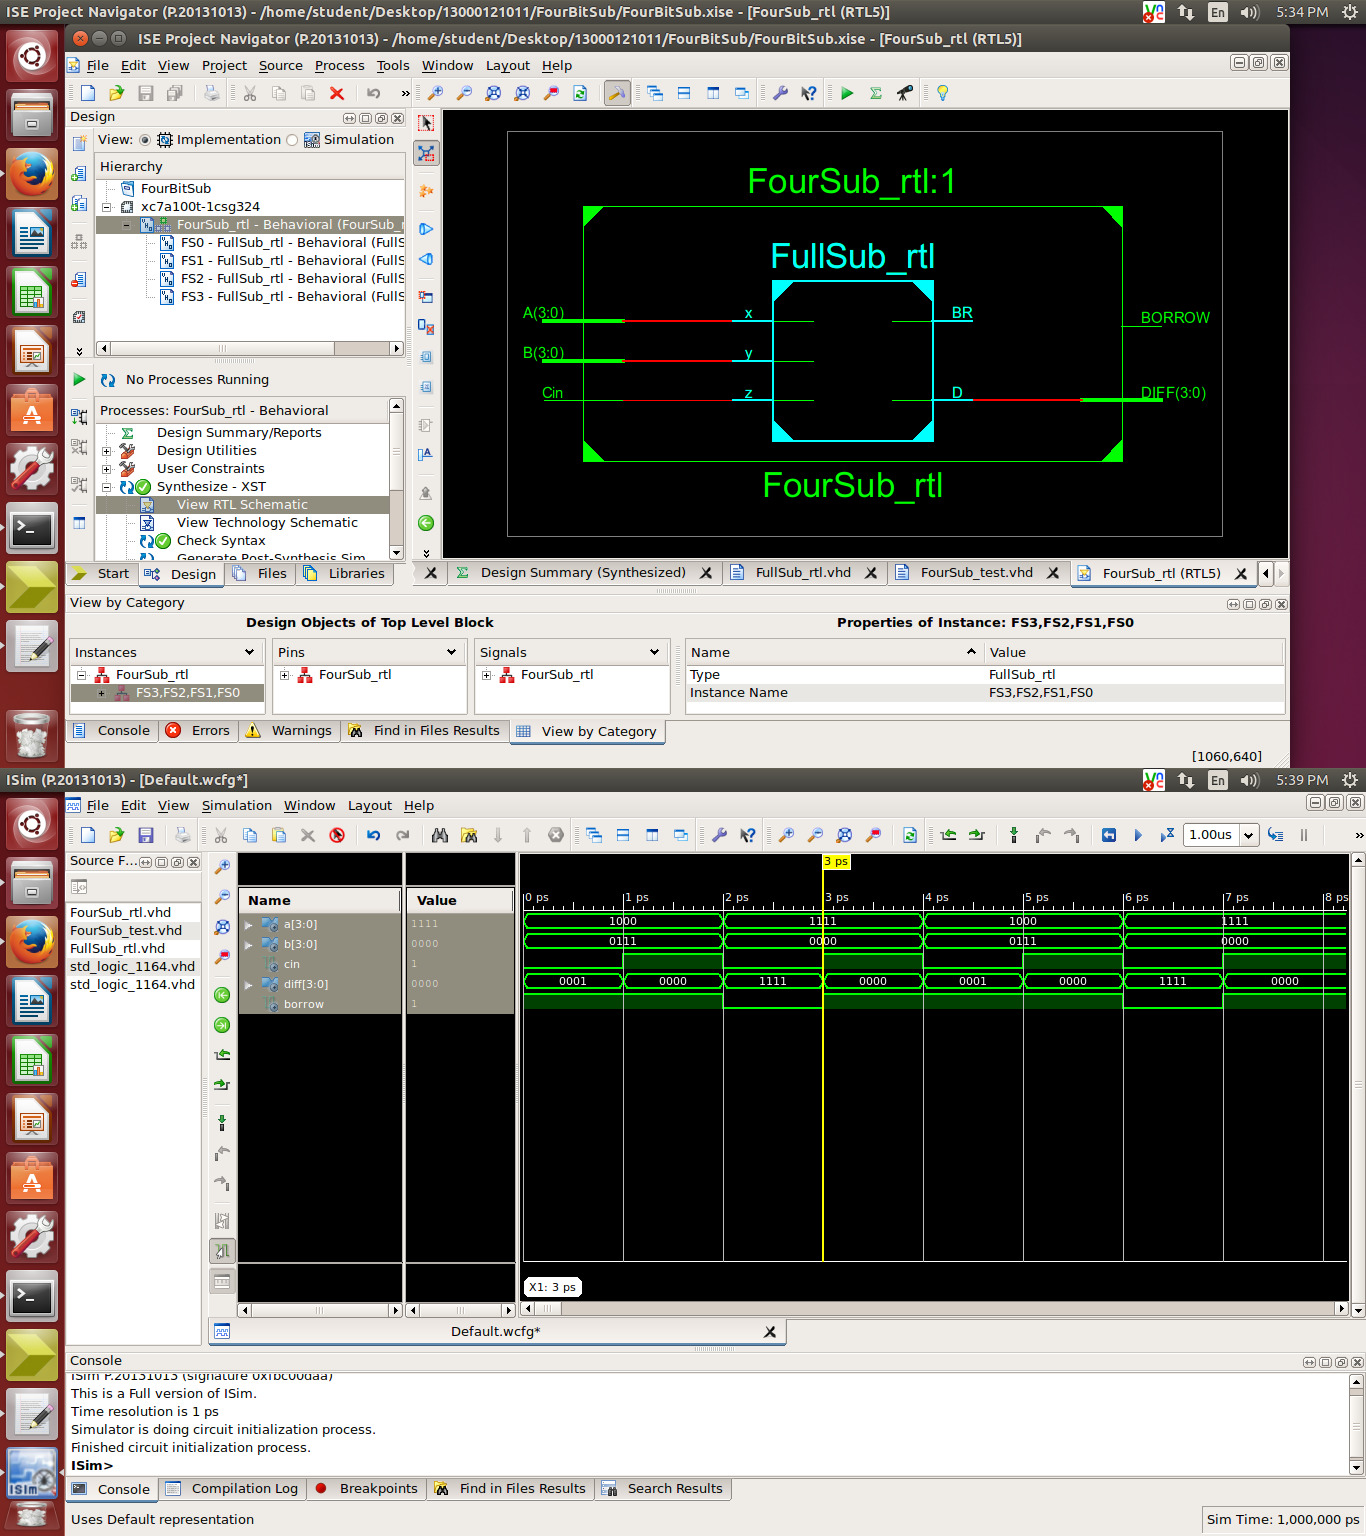 ISE Project Navigator (P.20131013) - /home/student/Desktop/13000121011/FourBitSub/FourBitSub.xise - [FourSub_rtl (RTL5)]
En
5:34 PM
ISE Project Navigator (P.20131013) - /home/student/Desktop/13000121011/FourBitSub/FourBitSub.xise - [FourSub_rtl (RTL5)]
File Edit View Project Source Process Tools Window Layout Help
Design
View: Implementation Simulation
Hierarchy
FourBitSub
xc7a100t-1csg324
FourSub_rtl - Behavioral (FourSub_r
FS0 - FullSub_rtl - Behavioral (FullS
FS1 - FullSub_rtl - Behavioral (FullS
FS2 - FullSub_rtl - Behavioral (FullS
FS3 - FullSub_rtl - Behavioral (FullS
No Processes Running
Processes: FourSub_rtl - Behavioral
Design Summary/Reports
Design Utilities
User Constraints
Synthesize - XST
View RTL Schematic
View Technology Schematic
Check Syntax
Generate Post-Synthesis Sim
Start Design Files Libraries
FourSub_rtl:1
FullSub_rtl
A(3:0) x BR BORROW
B(3:0) y
Cin z D DIFF(3:0)
FourSub_rtl
Design Summary (Synthesized) FullSub_rtl.vhd FourSub_test.vhd FourSub_rtl (RTL5)
View by Category
Design Objects of Top Level Block
Properties of Instance: FS3,FS2,FS1,FS0
Instances Pins Signals Name Value
FourSub_rtl FourSub_rtl FourSub_rtl Type FullSub_rtl
FS3,FS2,FS1,FS0 Instance Name FS3,FS2,FS1,FS0
Console Errors Warnings Find in Files Results View by Category
[1060,640]
ISim (P.20131013) - [Default.wcfg*]
En
5:39 PM
File Edit View Simulation Window Layout Help
1.00us
Source F...
FourSub_rtl.vhd
FourSub_test.vhd
FullSub_rtl.vhd
std_logic_1164.vhd
std_logic_1164.vhd
3 ps
Name Value 0 ps 1 ps 2 ps 3 ps 4 ps 5 ps 6 ps 7 ps 8 ps
a[3:0] 1111 1000 1111 1000 1111
b[3:0] 0000 0111 0000 0111 0000
cin 1
diff[3:0] 0000 0001 0000 1111 0000 0001 0000 1111 0000
borrow 1
X1: 3 ps
Default.wcfg*
Console
ISim P.20131013 (signature 0xfbc00daa)
This is a Full version of ISim.
Time resolution is 1 ps
Simulator is doing circuit initialization process.
Finished circuit initialization process.
ISim>
Console Compilation Log Breakpoints Find in Files Results Search Results
Uses Default representation
Sim Time: 1,000,000 ps